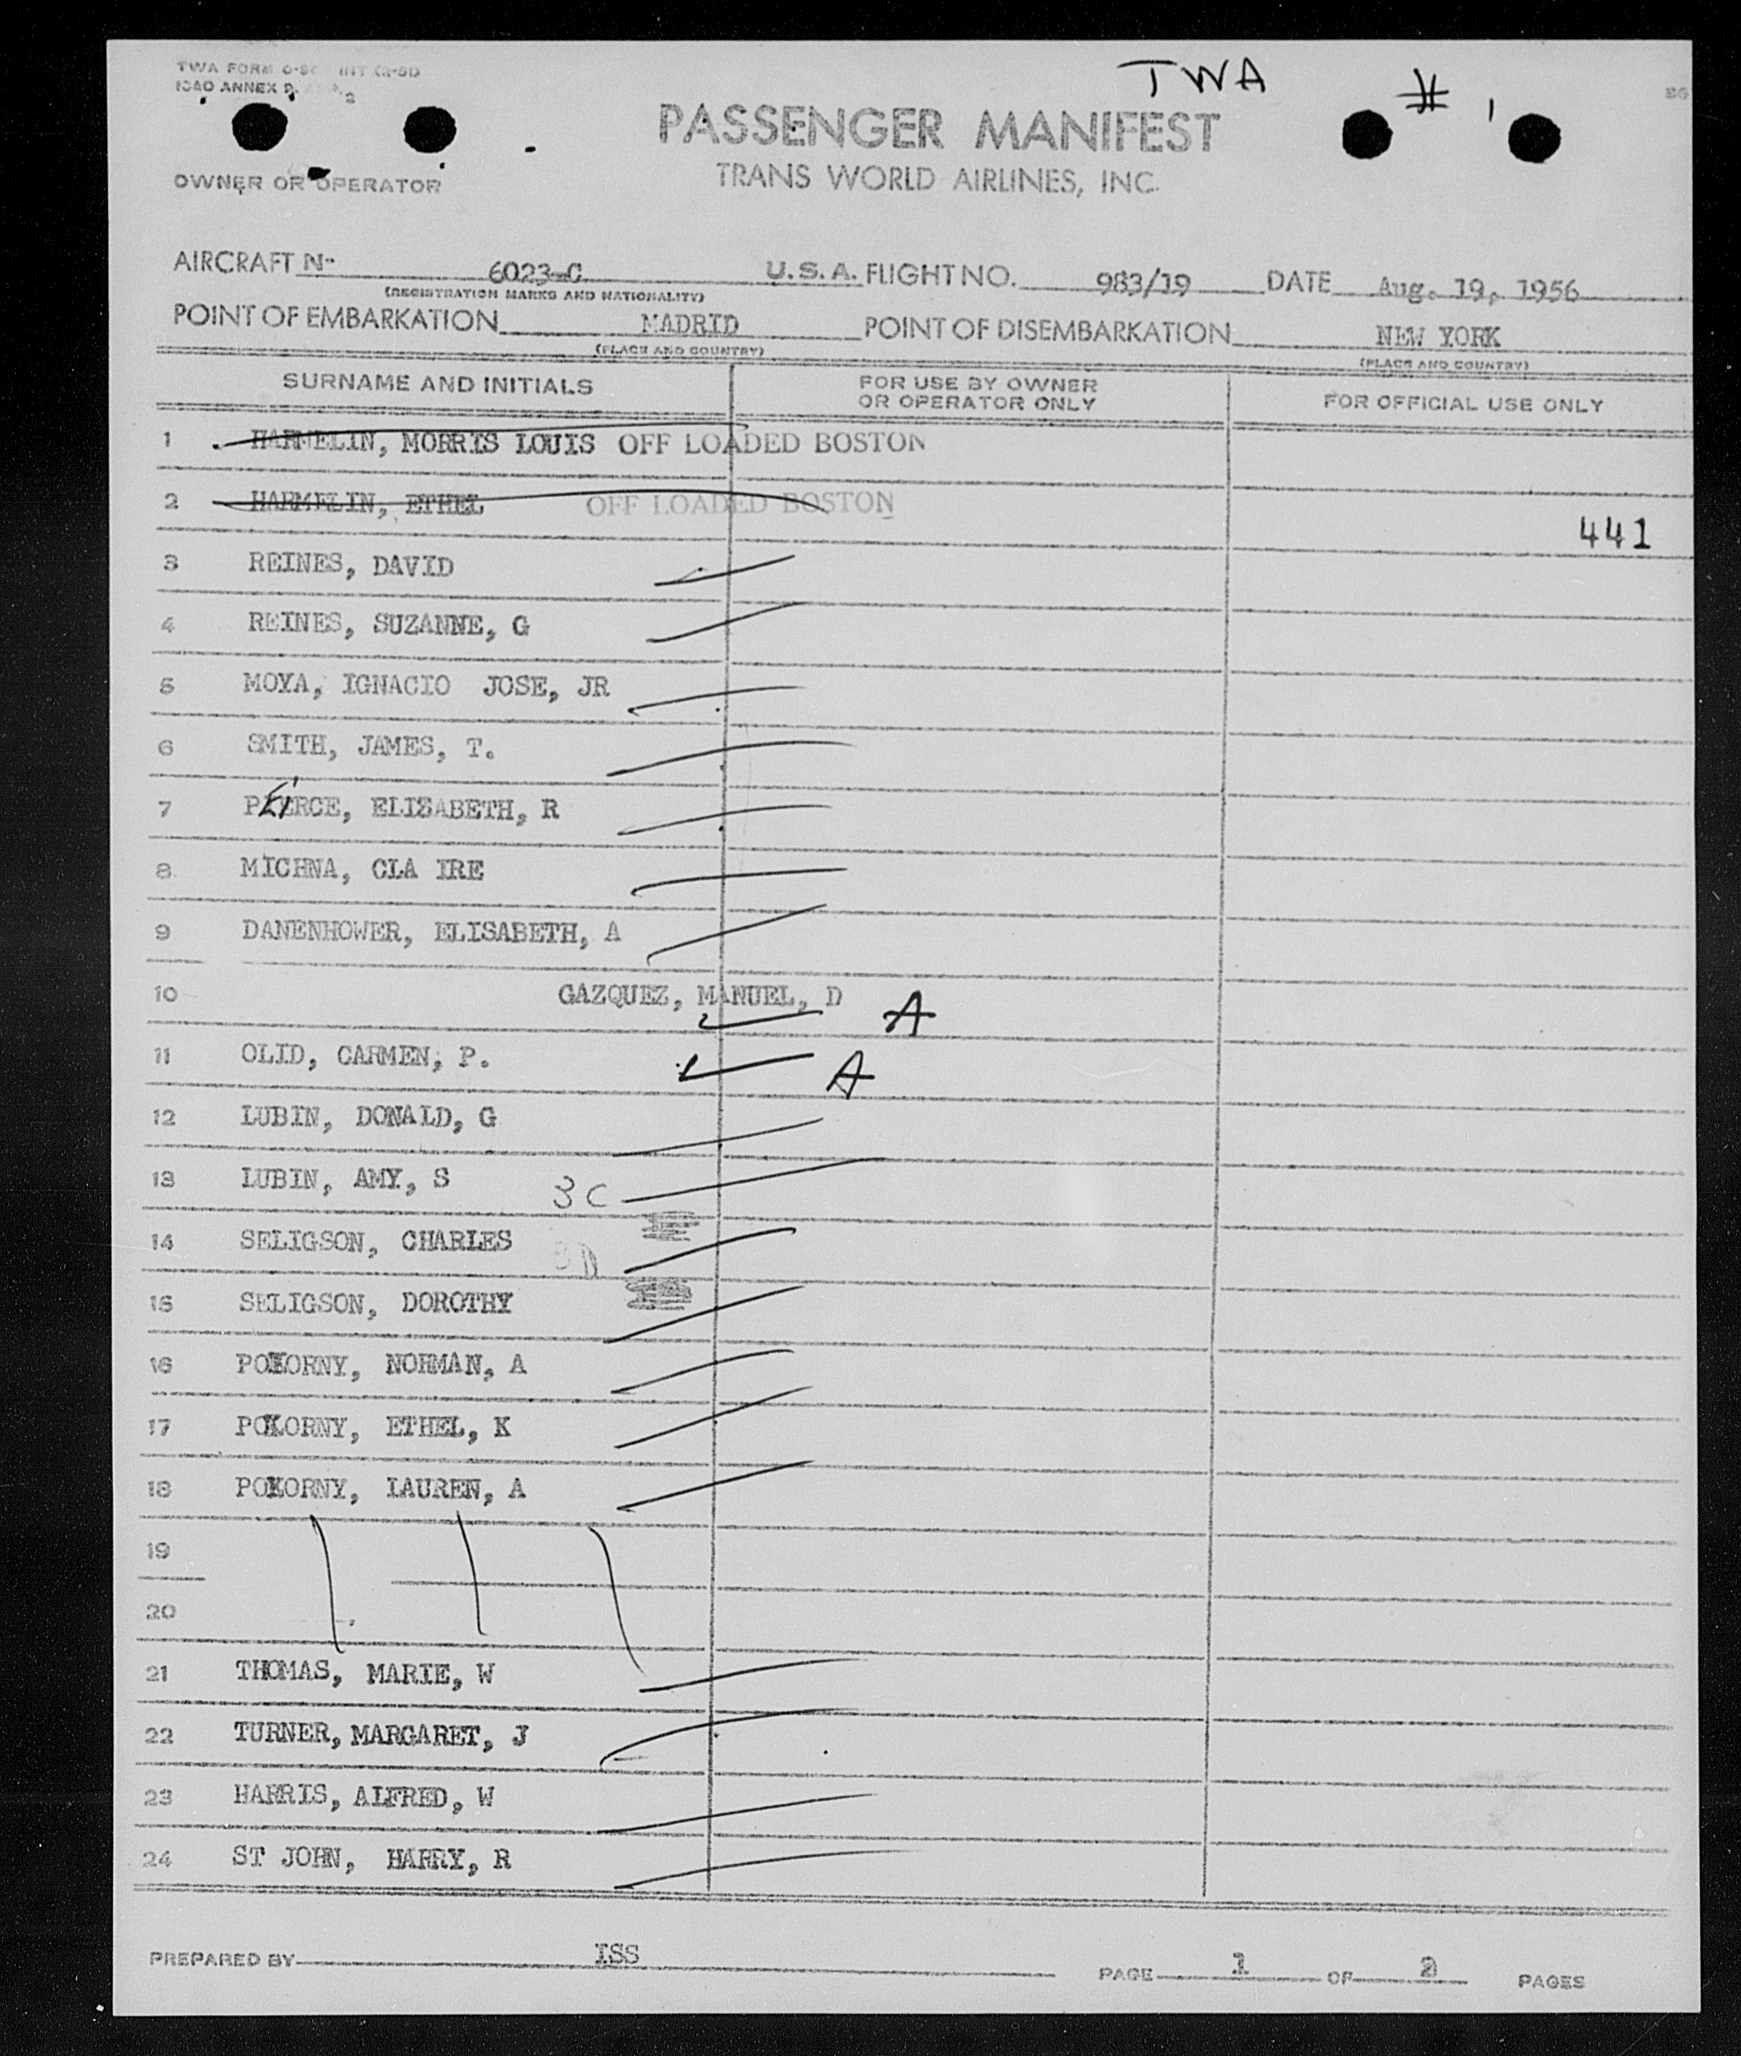 TWA FORM INT
ICAO ANNEX 9,
2
TWA # 1
PASSENGER MANIFEST
TRANS WORLD AIRLINES, INC.
OWNER OR OPERATOR
AIRCRAFT N- 6023-C U.S.A. FLIGHT NO. 983/19 DATE Aug. 19, 1956
(REGISTRATION MARKS AND NATIONALITY)
POINT OF EMBARKATION MADRID POINT OF DISEMBARKATION NEW YORK
(PLACE AND COUNTRY) (PLACE AND COUNTRY)
SURNAME AND INITIALS FOR USE BY OWNER OR OPERATOR ONLY FOR OFFICIAL USE ONLY
1 HARMELIN, MORRIS LOUIS OFF LOADED BOSTON
2 HARMELIN, ETHEL OFF LOADED BOSTON
441
3 REINES, DAVID
4 REINES, SUZANNE, G
5 MOYA, IGNACIO JOSE, JR
6 SMITH, JAMES, T.
7 PEIRCE, ELISABETH, R
8 MICHNA, CLA IRE
9 DANENHOWER, ELISABETH, A
10 GAZQUEZ, MANUEL, D A
11 OLID, CARMEN, P. A
12 LUBIN, DONALD, G
13 LUBIN, AMY, S 3C
14 SELIGSON, CHARLES 3D
15 SELIGSON, DOROTHY
16 POKORNY, NORMAN, A
17 POKORNY, ETHEL, K
18 POKORNY, LAUREN, A
19
20
21 THOMAS, MARIE, W
22 TURNER, MARGARET, J
23 HARRIS, ALFRED, W
24 ST JOHN, HARRY, R
PREPARED BY ISS PAGE 1 OF 2 PAGES